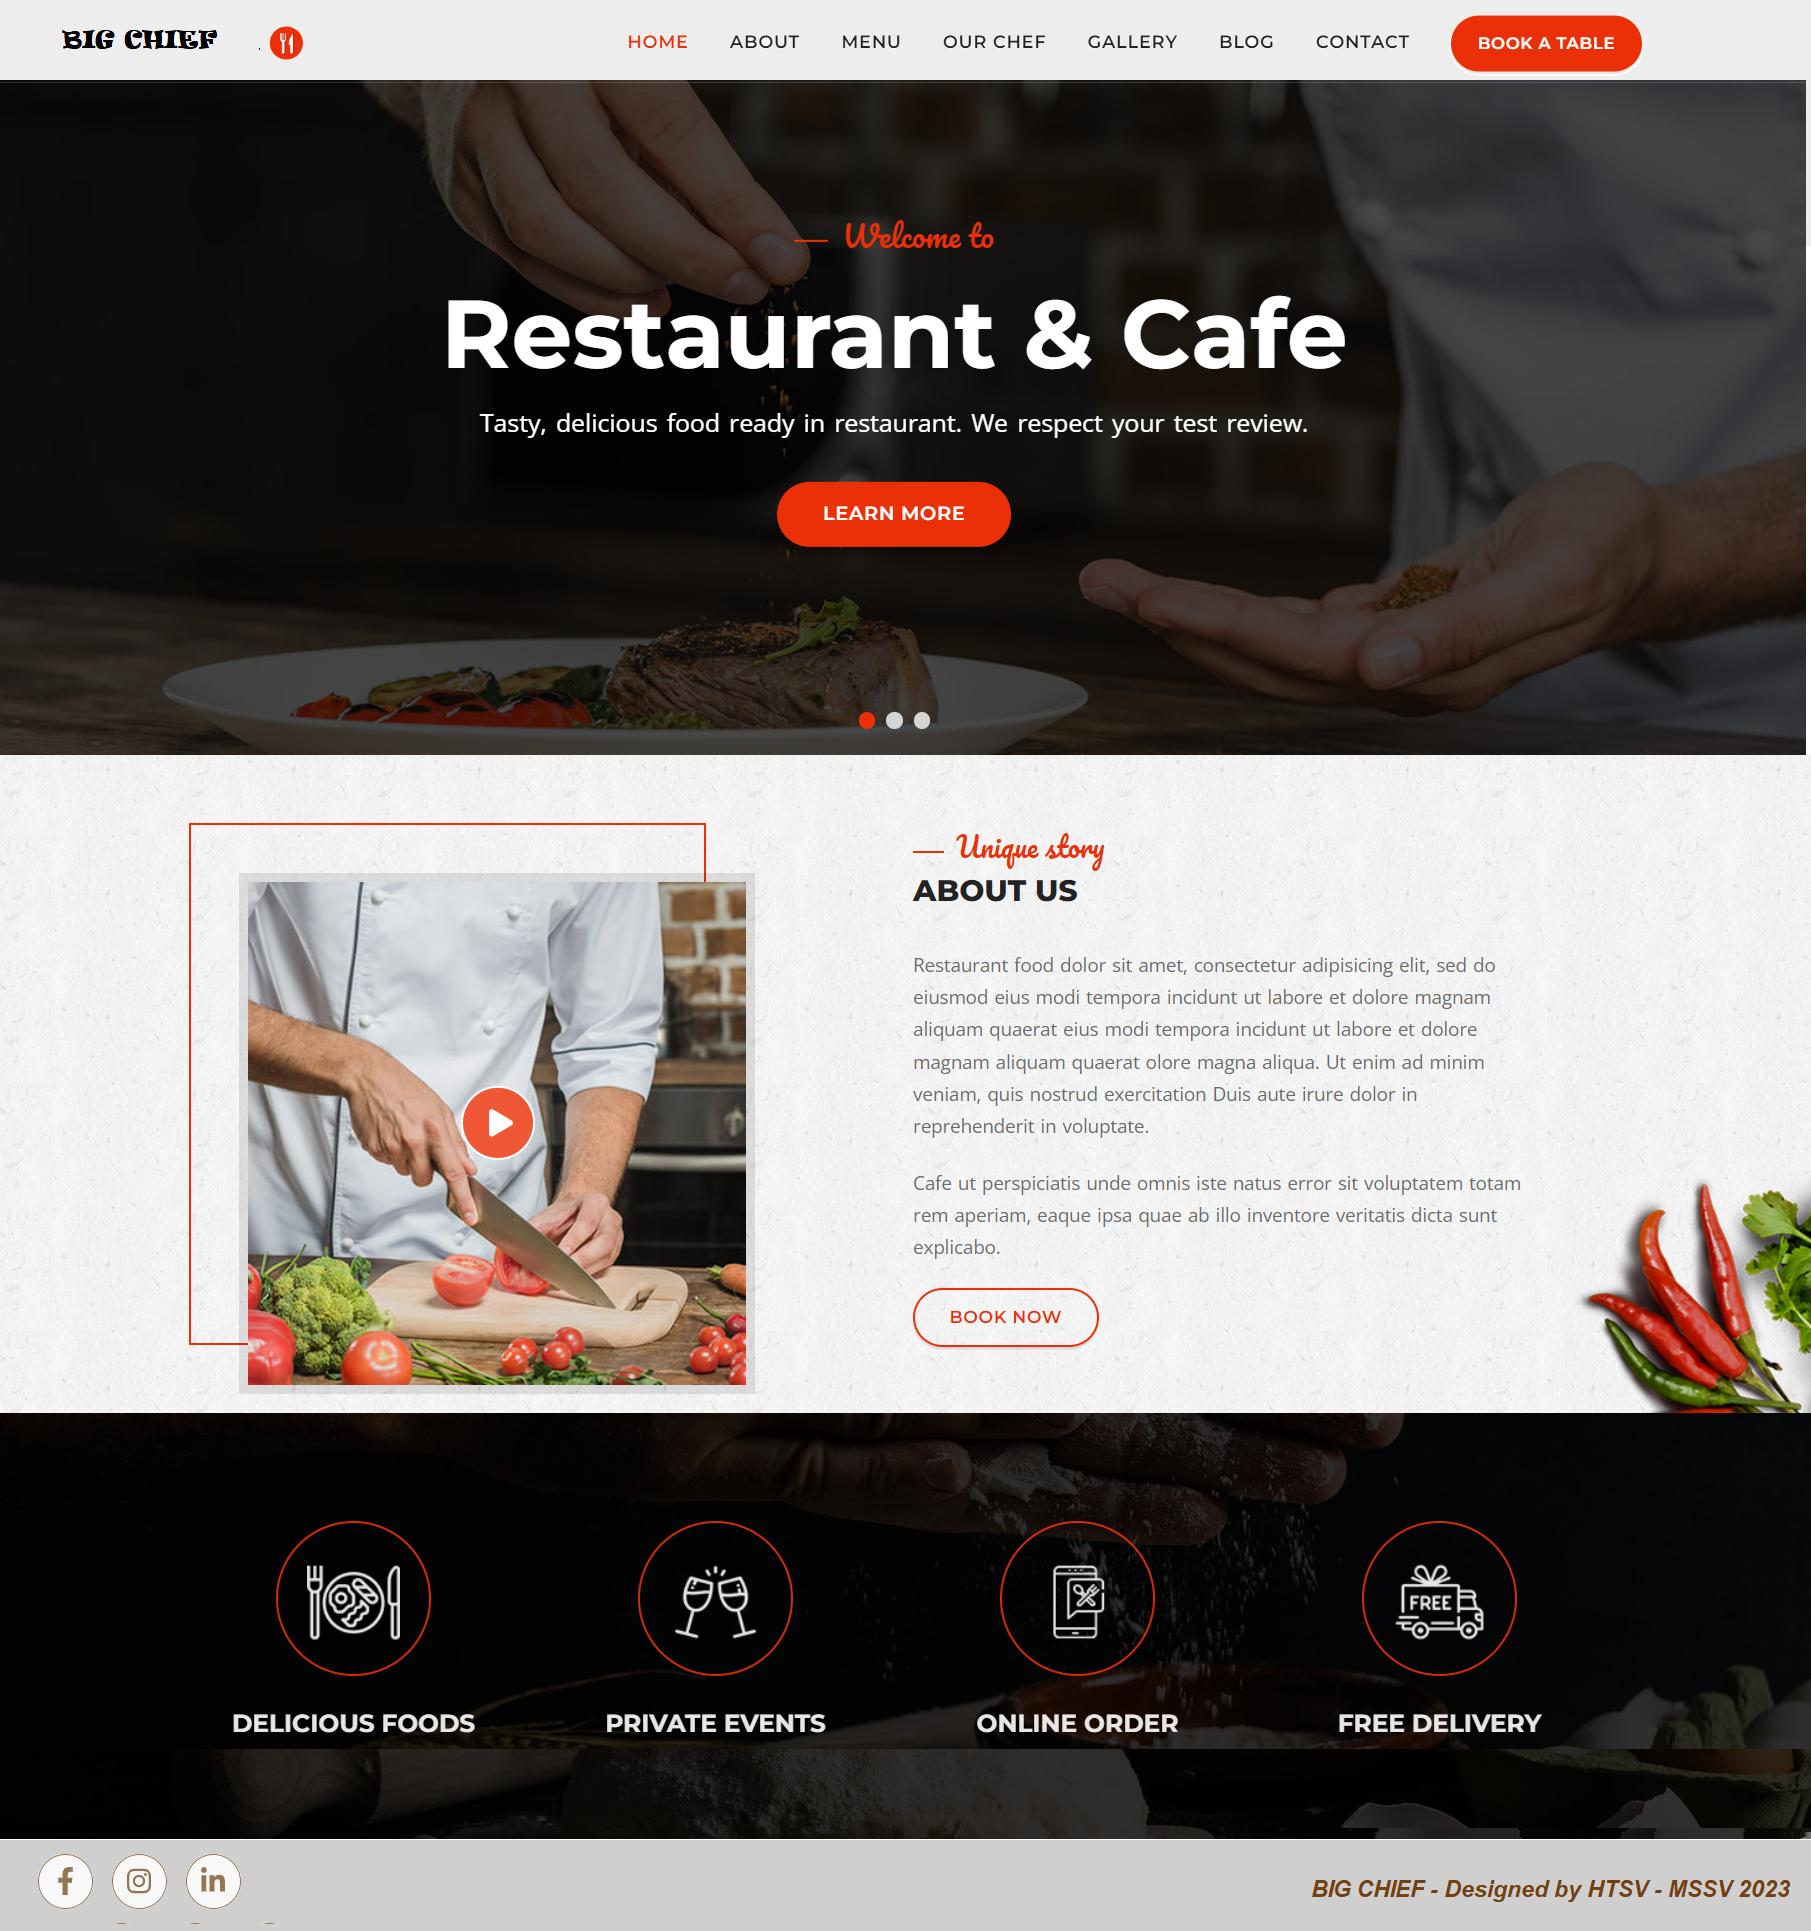 BIG CHIEF
HOME ABOUT MENU OUR CHEF GALLERY BLOG CONTACT BOOK A TABLE
Welcome to
Restaurant & Cafe
Tasty, delicious food ready in restaurant. We respect your test review.
LEARN MORE
Unique story
ABOUT US
Restaurant food dolor sit amet, consectetur adipisicing elit, sed do
eiusmod eius modi tempora incidunt ut labore et dolore magnam
aliquam quaerat eius modi tempora incidunt ut labore et dolore
magnam aliquam quaerat olore magna aliqua. Ut enim ad minim
veniam, quis nostrud exercitation Duis aute irure dolor in
reprehenderit in voluptate.
Cafe ut perspiciatis unde omnis iste natus error sit voluptatem totam
rem aperiam, eaque ipsa quae ab illo inventore veritatis dicta sunt
explicabo.
BOOK NOW
FREE
DELICIOUS FOODS PRIVATE EVENTS ONLINE ORDER FREE DELIVERY
BIG CHIEF - Designed by HTSV - MSSV 2023